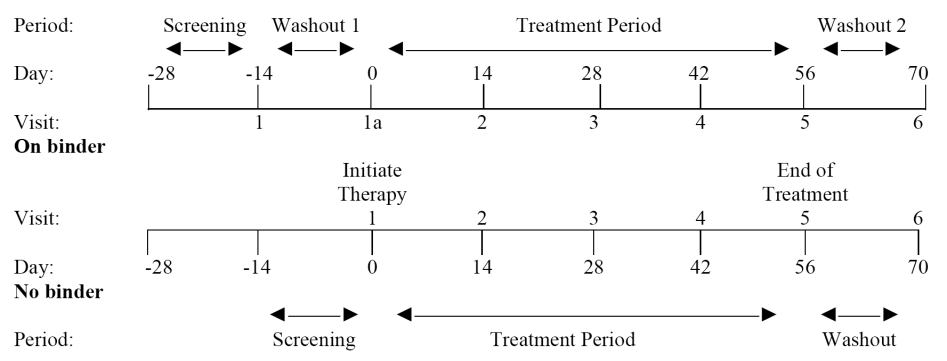 Period: Screening Washout 1 Treatment Period Washout 2
Day: -28 -14 0 14 28 42 56 70
Visit: 1 1a 2 3 4 5 6
On binder
Initiate End of
Therapy Treatment
Visit: 1 2 3 4 5 6
Day: -28 -14 0 14 28 42 56 70
No binder
Period: Screening Treatment Period Washout